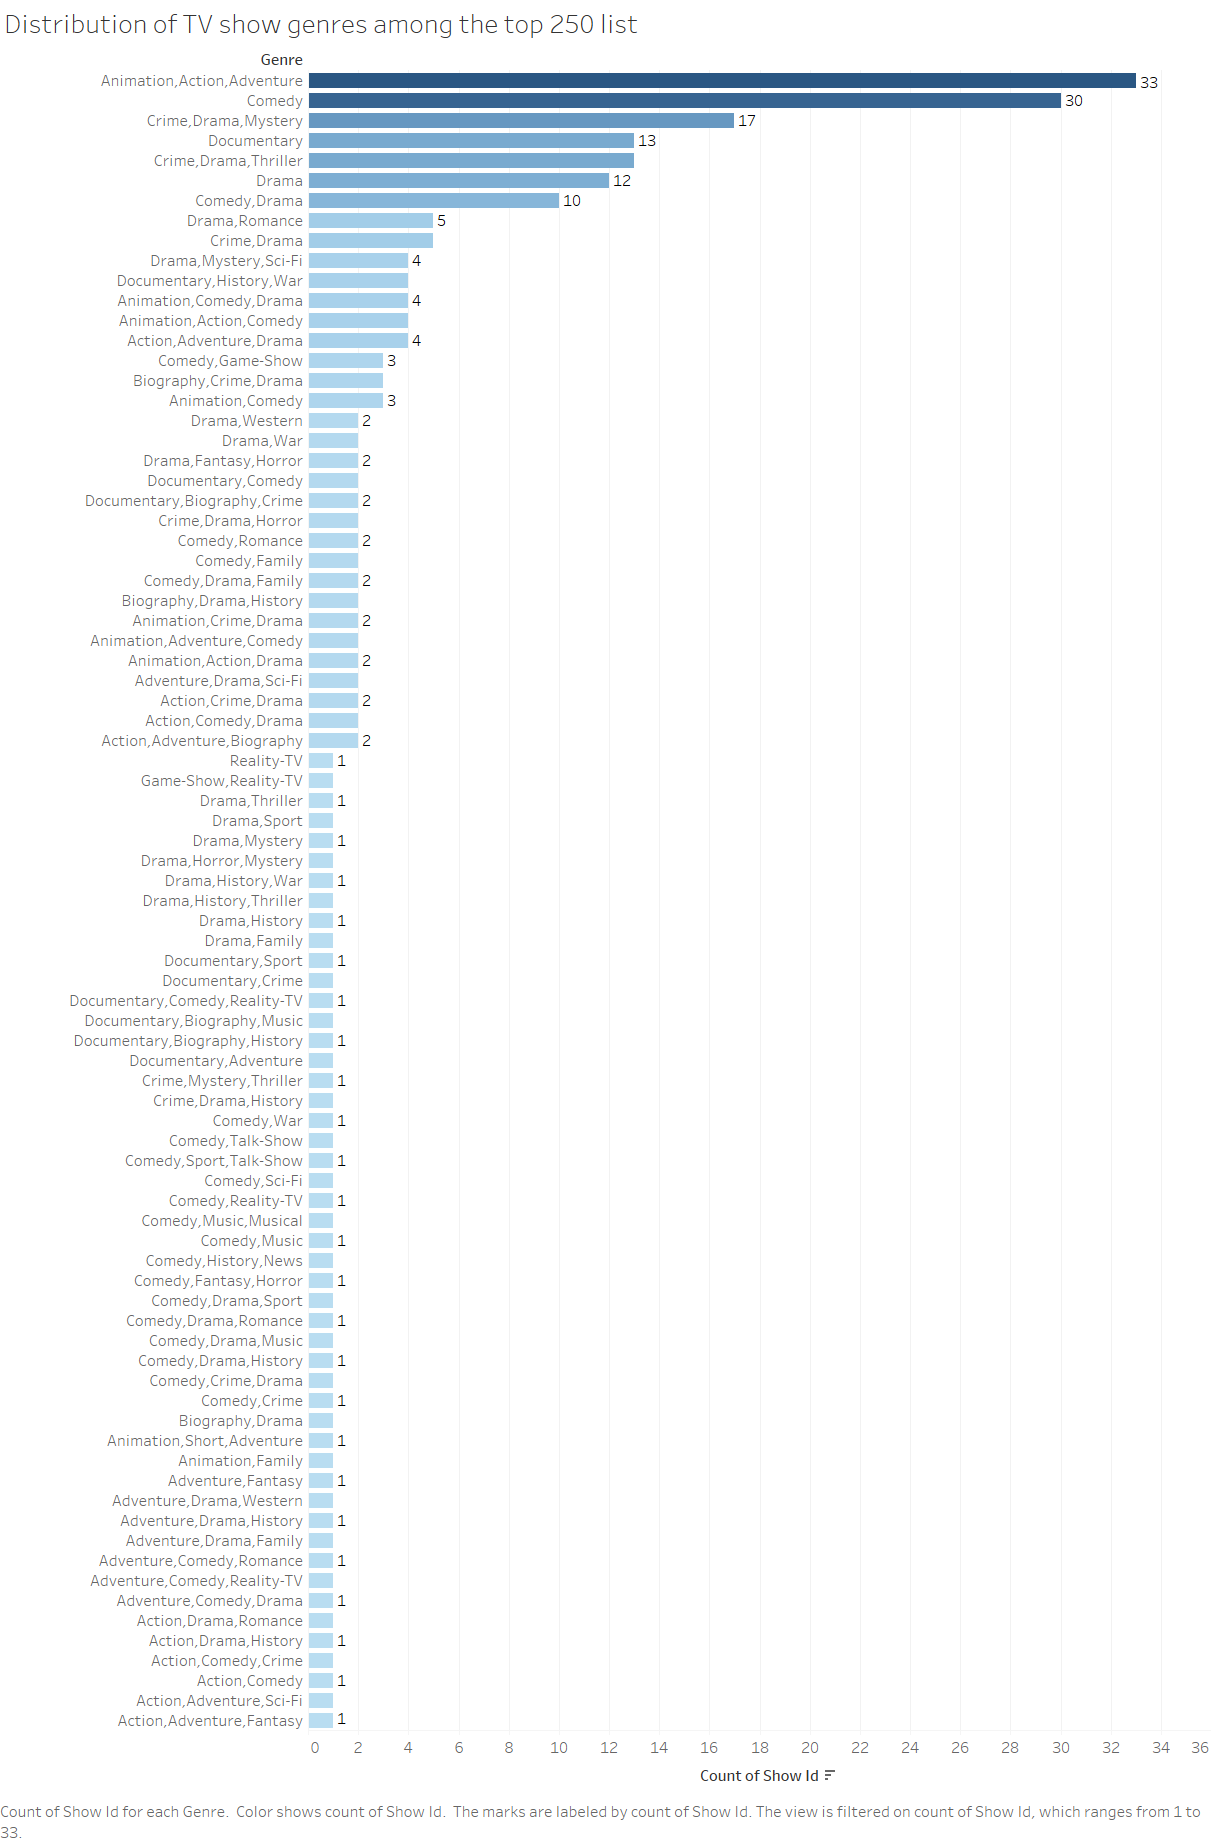 Distribution of TV show genres among the top 250 list
Genre
Animation,Action,Adventure 33
Comedy 30
Crime,Drama,Mystery 17
Documentary 13
Crime,Drama,Thriller
Drama 12
Comedy,Drama 10
Drama,Romance 5
Crime,Drama
Drama,Mystery,Sci-Fi 4
Documentary,History,War
Animation,Comedy,Drama 4
Animation,Action,Comedy
Action,Adventure,Drama 4
Comedy,Game-Show 3
Biography,Crime,Drama
Animation,Comedy 3
Drama,Western 2
Drama,War
Drama,Fantasy,Horror 2
Documentary,Comedy
Documentary,Biography,Crime 2
Crime,Drama,Horror
Comedy,Romance 2
Comedy,Family
Comedy,Drama,Family 2
Biography,Drama,History
Animation,Crime,Drama 2
Animation,Adventure,Comedy
Animation,Action,Drama 2
Adventure,Drama,Sci-Fi
Action,Crime,Drama 2
Action,Comedy,Drama
Action,Adventure,Biography 2
Reality-TV 1
Game-Show,Reality-TV
Drama,Thriller 1
Drama,Sport
Drama,Mystery 1
Drama,Horror,Mystery
Drama,History,War 1
Drama,History,Thriller
Drama,History 1
Drama,Family
Documentary,Sport 1
Documentary,Crime
Documentary,Comedy,Reality-TV 1
Documentary,Biography,Music
Documentary,Biography,History 1
Documentary,Adventure
Crime,Mystery,Thriller 1
Crime,Drama,History
Comedy,War 1
Comedy,Talk-Show
Comedy,Sport,Talk-Show 1
Comedy,Sci-Fi
Comedy,Reality-TV 1
Comedy,Music,Musical
Comedy,Music 1
Comedy,History,News
Comedy,Fantasy,Horror 1
Comedy,Drama,Sport
Comedy,Drama,Romance 1
Comedy,Drama,Music
Comedy,Drama,History 1
Comedy,Crime,Drama
Comedy,Crime 1
Biography,Drama
Animation,Short,Adventure 1
Animation,Family
Adventure,Fantasy 1
Adventure,Drama,Western
Adventure,Drama,History 1
Adventure,Drama,Family
Adventure,Comedy,Romance 1
Adventure,Comedy,Reality-TV
Adventure,Comedy,Drama 1
Action,Drama,Romance
Action,Drama,History 1
Action,Comedy,Crime
Action,Comedy 1
Action,Adventure,Sci-Fi
Action,Adventure,Fantasy 1
0 2 4 6 8 10 12 14 16 18 20 22 24 26 28 30 32 34 36
Count of Show Id
Count of Show Id for each Genre. Color shows count of Show Id. The marks are labeled by count of Show Id. The view is filtered on count of Show Id, which ranges from 1 to
33.